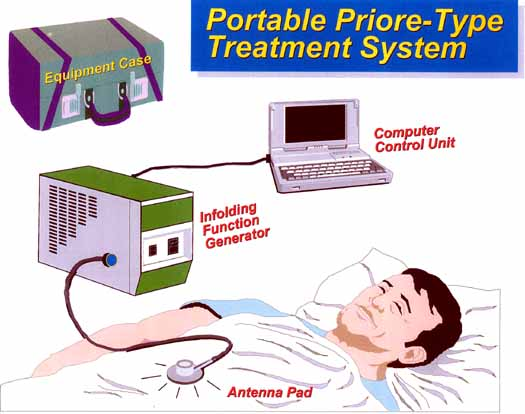 Portable Priore-Type
Treatment System
Equipment Case
Computer
Control Unit
Infolding
Function
Generator
Antenna Pad